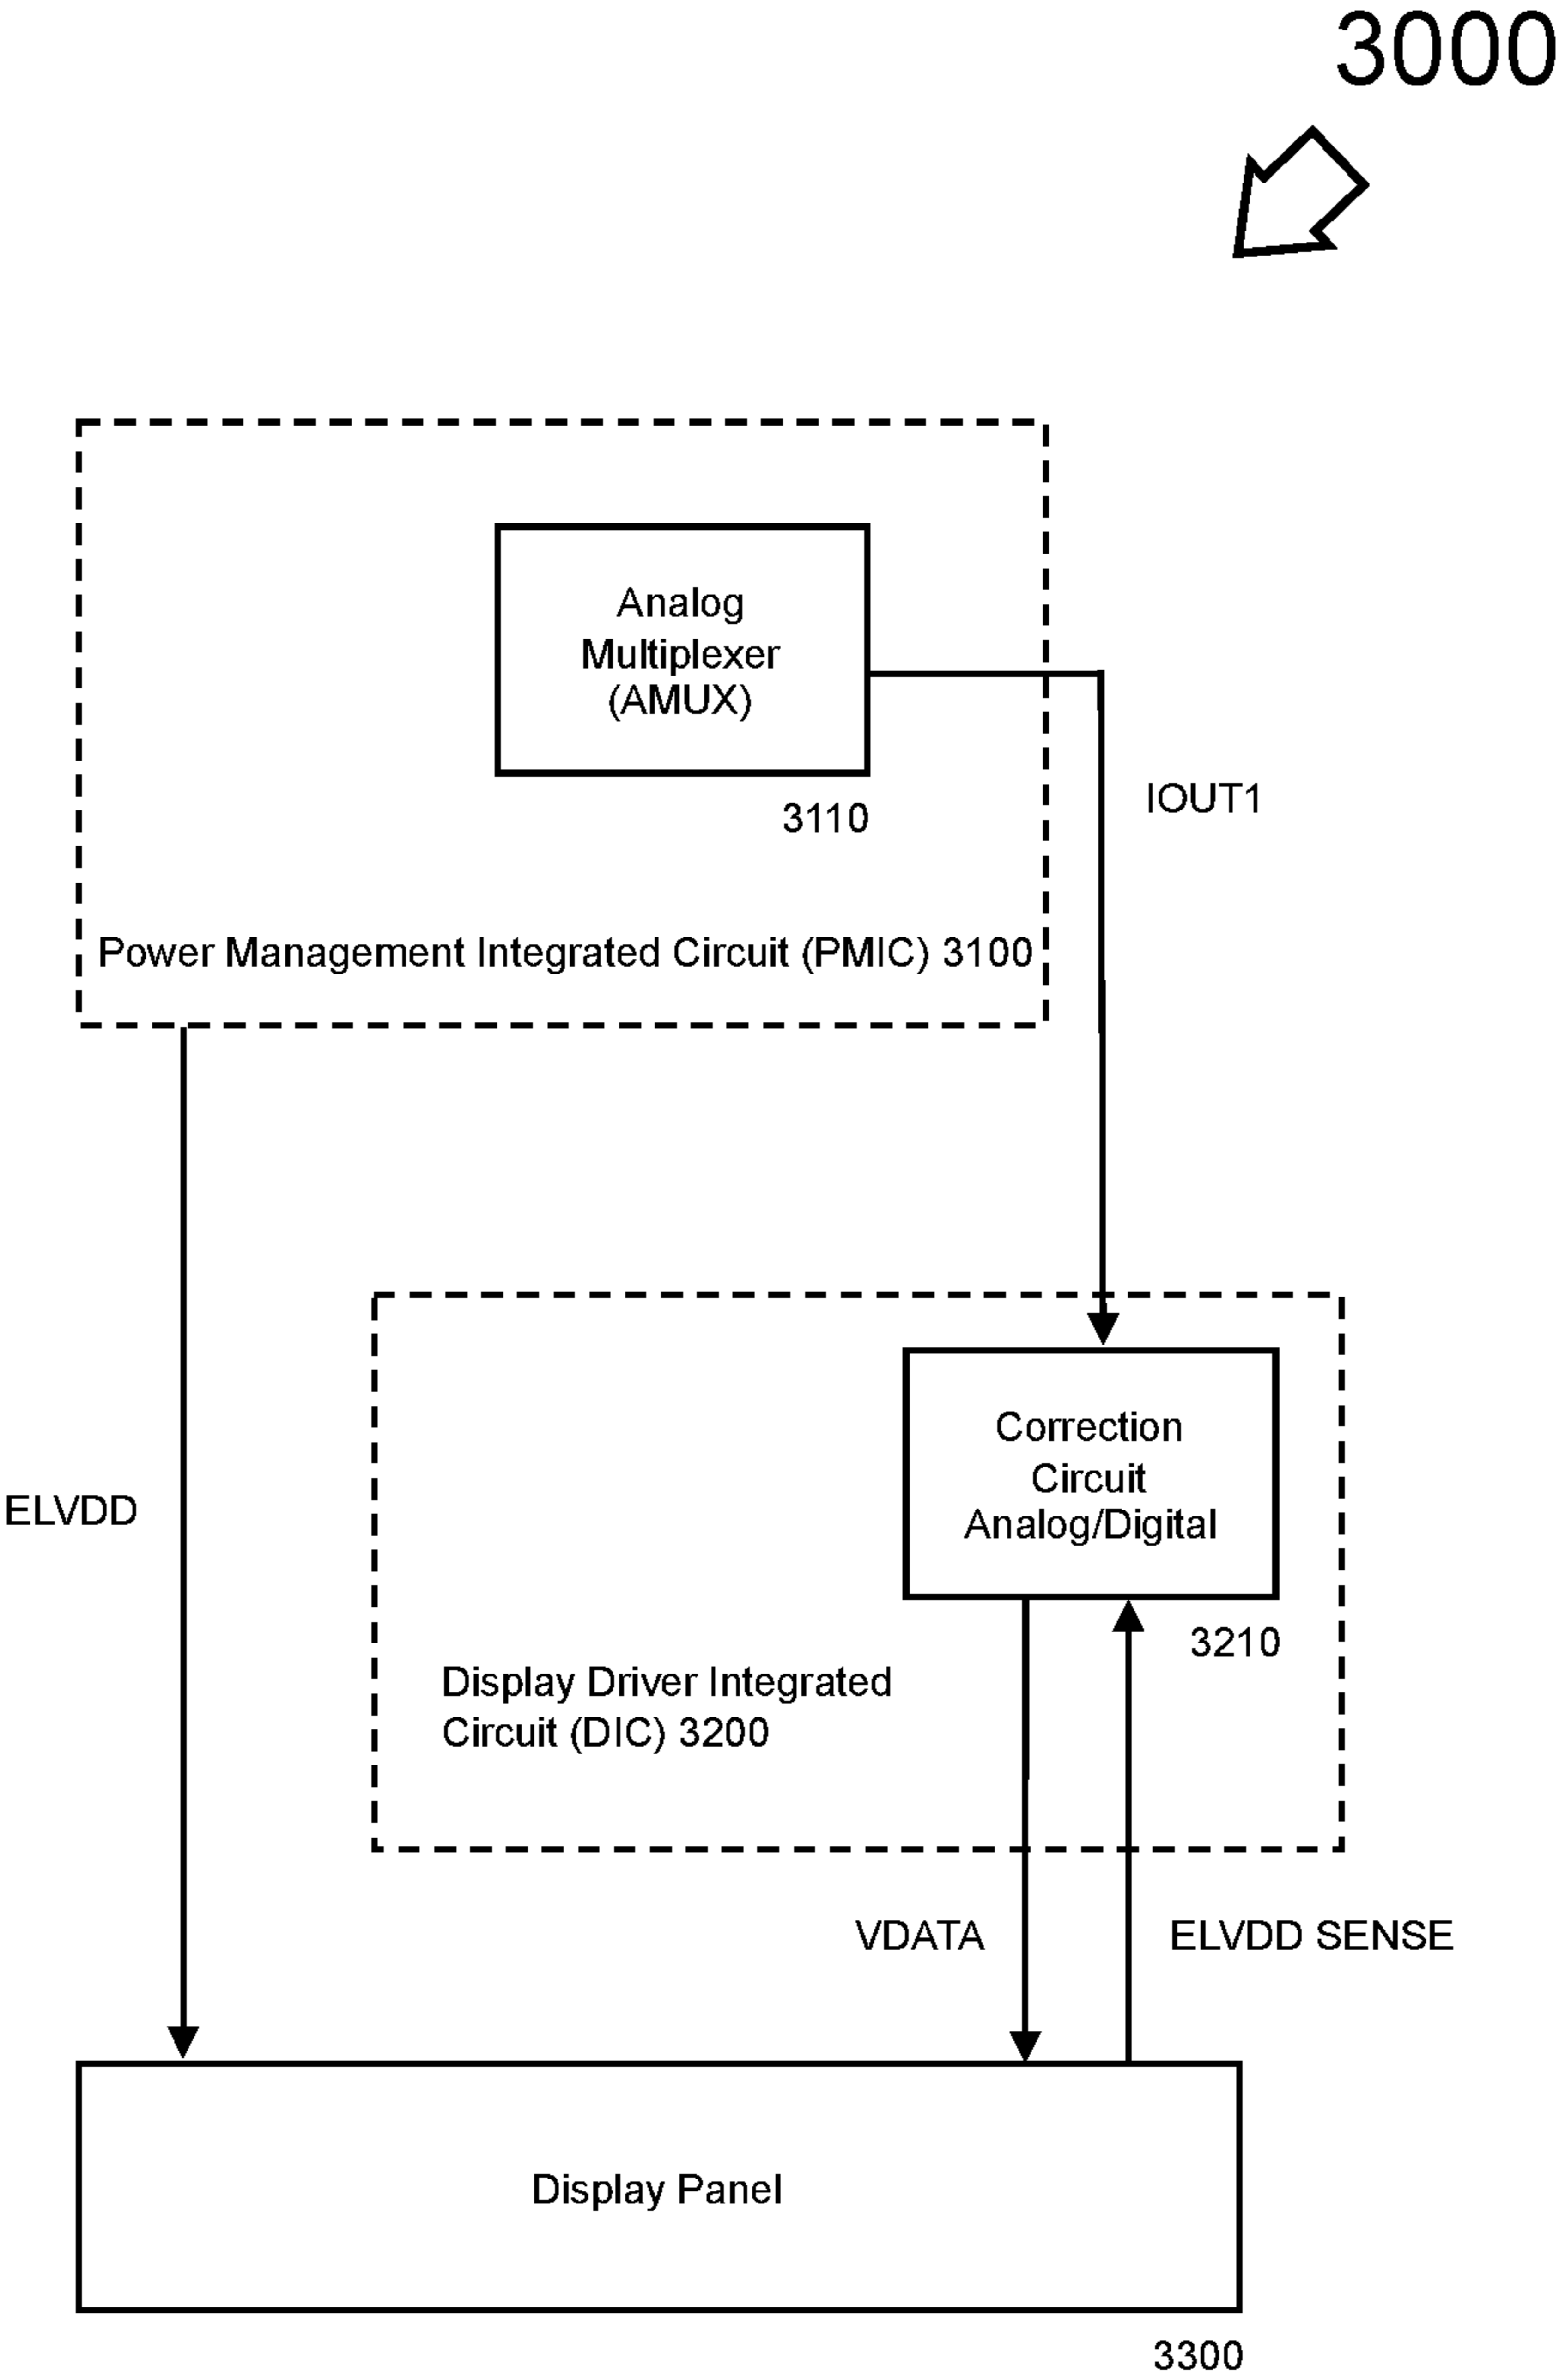 3000
Analog
Multiplexer
(AMUX)
3110
IOUT1
Power Management Integrated Circuit (PMIC) 3100
Correction
Circuit
Analog/Digital
ELVDD
3210
Display Driver Integrated
Circuit (DIC) 3200
VDATA
ELVDD SENSE
Display Panel
3300